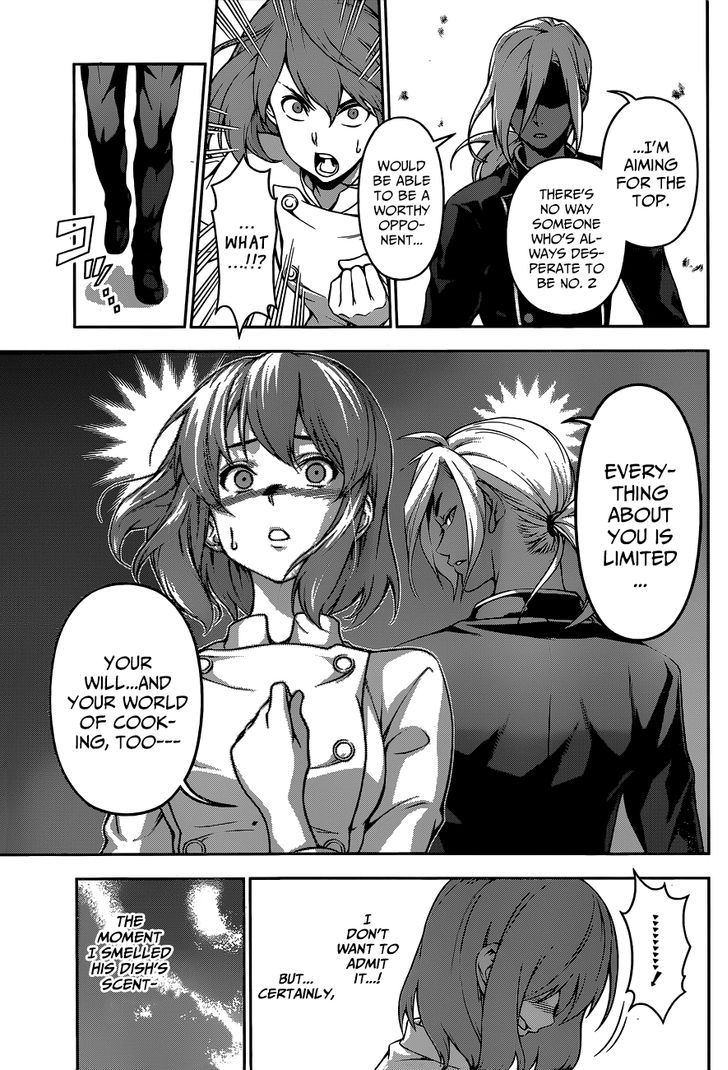 ...I'M
AIMING
FOR THE
TOP.
THERE'S
NO WAY
SOMEONE
WHO'S AL-
WAYS DES-
PERATE TO
BE NO. 2
WOULD
BE ABLE
TO BE A
WORTHY
OPPO-
NENT...
...
WHAT
...!!?
コツ
EVERY-
THING
ABOUT
YOU IS
LIMITED
...
YOUR
WILL...AND
YOUR WORLD
OF COOK-
ING, TOO---
I
DON'T
WANT TO
ADMIT
IT...!
BUT...
CERTAINLY,
THE
MOMENT
I SMELLED
HIS DISH'S
SCENT-